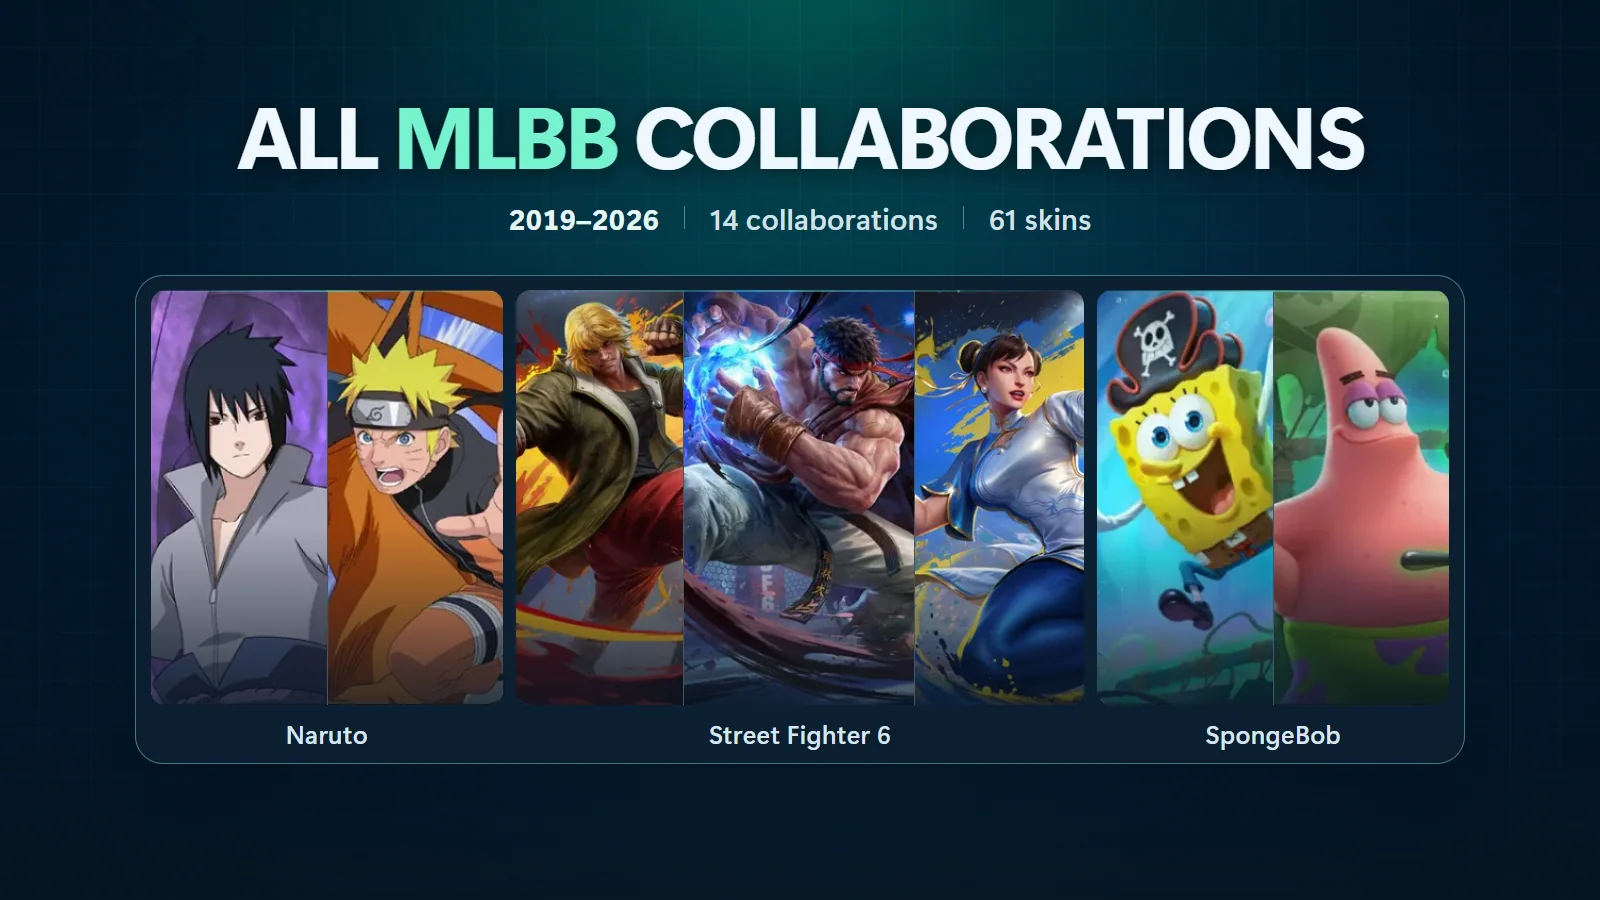 ALL MLBB COLLABORATIONS
2019–2026 14 collaborations 61 skins
Naruto Street Fighter 6 SpongeBob